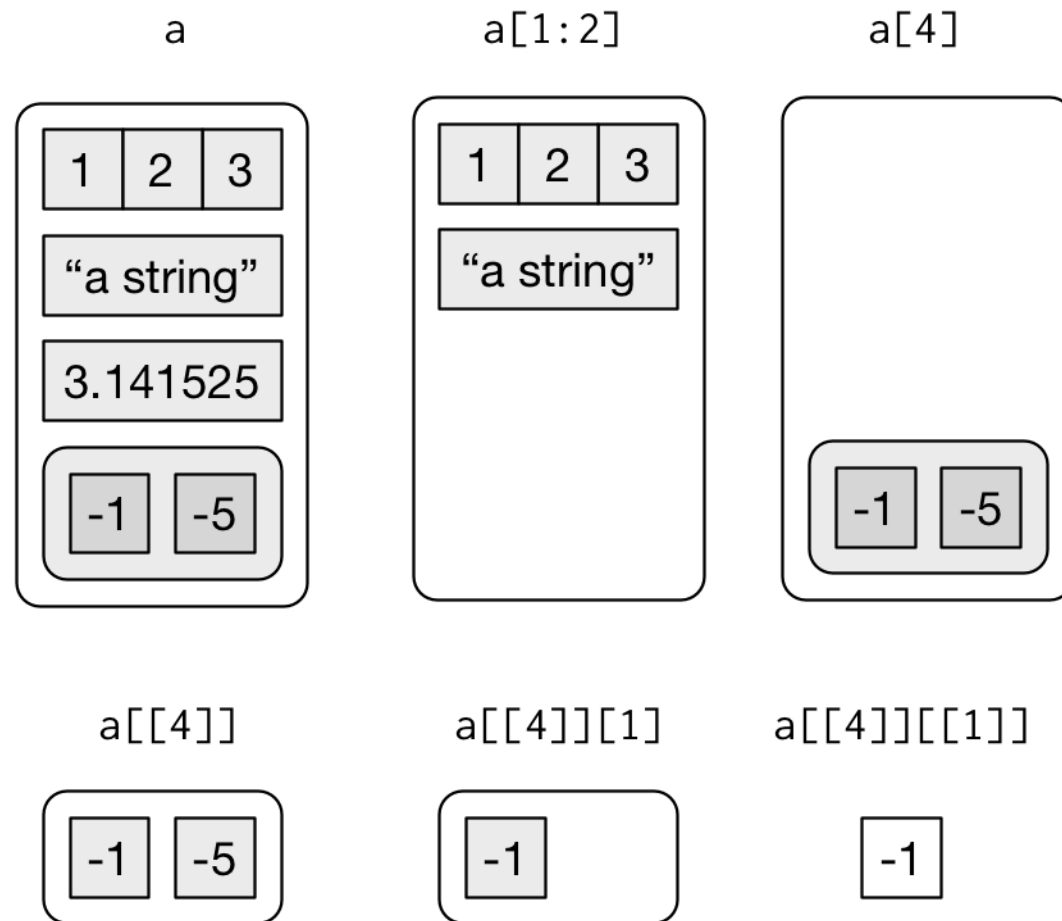 a a[1:2] a[4]
1 2 3 1 2 3
“a string” “a string”
3.141525
-1 -5 -1 -5
a[[4]] a[[4]][1] a[[4]][[1]]
-1 -5 -1 -1